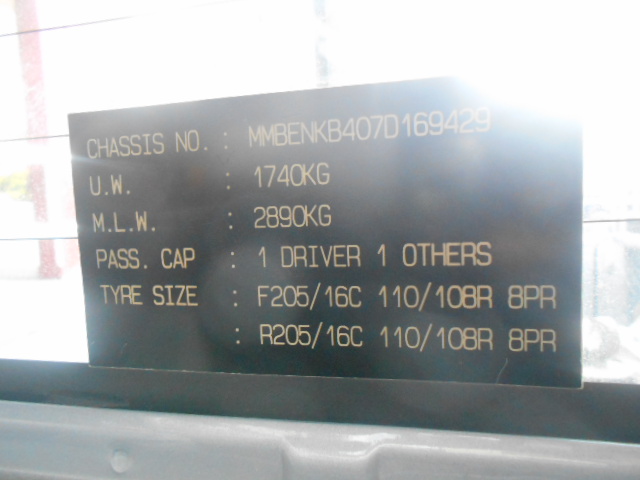 CHASSIS NO. : MMBENKB407D169429
U.W. : 1740KG
M.L.W. : 2890KG
PASS. CAP : 1 DRIVER 1 OTHERS
TYRE SIZE : F205/16C 110/108R 8PR
: R205/16C 110/108R 8PR